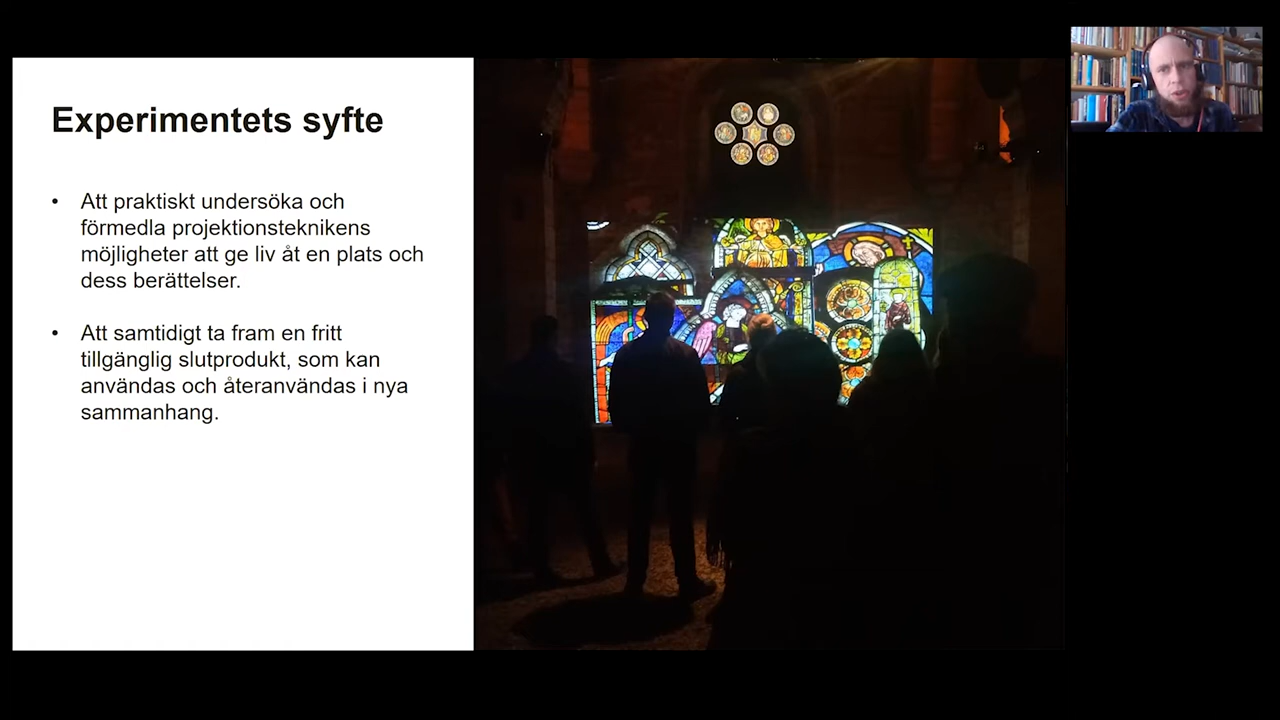 Experimentets syfte
• Att praktiskt undersöka och
förmedla projektionsteknikens
möjligheter att ge liv åt en plats och
dess berättelser.
• Att samtidigt ta fram en fritt
tillgänglig slutprodukt, som kan
användas och återanvändas i nya
sammanhang.